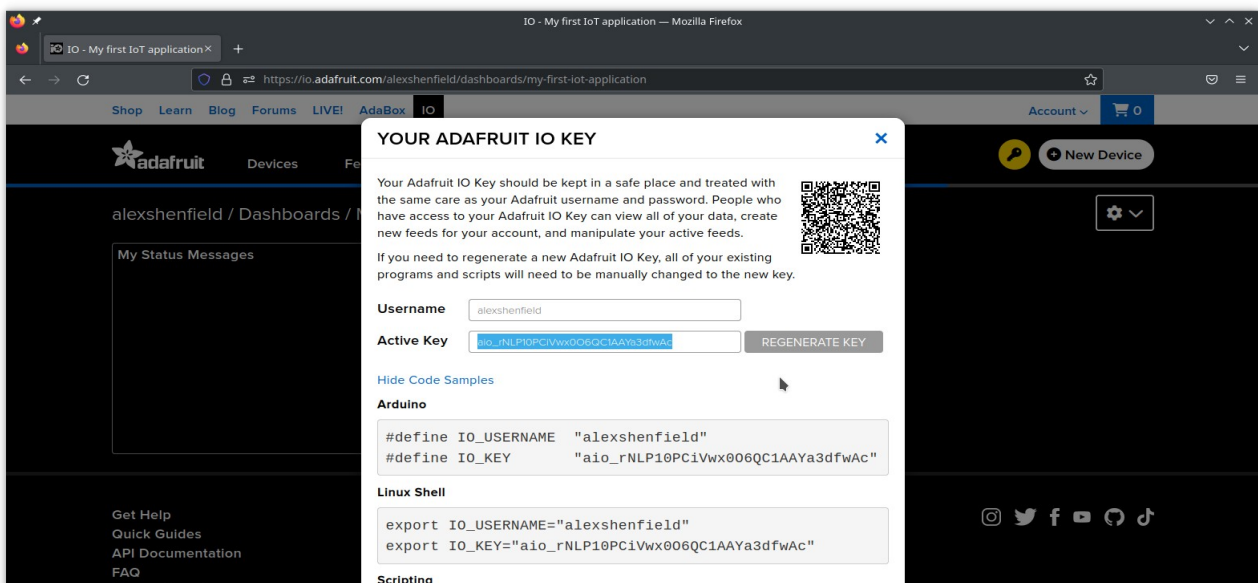 IO - My first IoT application — Mozilla Firefox
IO - My first IoT application
https://io.adafruit.com/alexshenfield/dashboards/my-first-iot-application
Shop Learn Blog Forums LIVE! AdaBox IO Account 0
adafruit Devices Fe New Device
alexshenfield / Dashboards /
My Status Messages
YOUR ADAFRUIT IO KEY
Your Adafruit IO Key should be kept in a safe place and treated with
the same care as your Adafruit username and password. People who
have access to your Adafruit IO Key can view all of your data, create
new feeds for your account, and manipulate your active feeds.
If you need to regenerate a new Adafruit IO Key, all of your existing
programs and scripts will need to be manually changed to the new key.
Username alexshenfield
Active Key aio_rNLP10PCiVwx0O6QC1AAYa3dfwAc REGENERATE KEY
Hide Code Samples
Arduino
#define IO_USERNAME "alexshenfield"
#define IO_KEY "aio_rNLP10PCiVwx0O6QC1AAYa3dfwAc"
Linux Shell
export IO_USERNAME="alexshenfield"
export IO_KEY="aio_rNLP10PCiVwx0O6QC1AAYa3dfwAc"
Scripting
Get Help
Quick Guides
API Documentation
FAQ